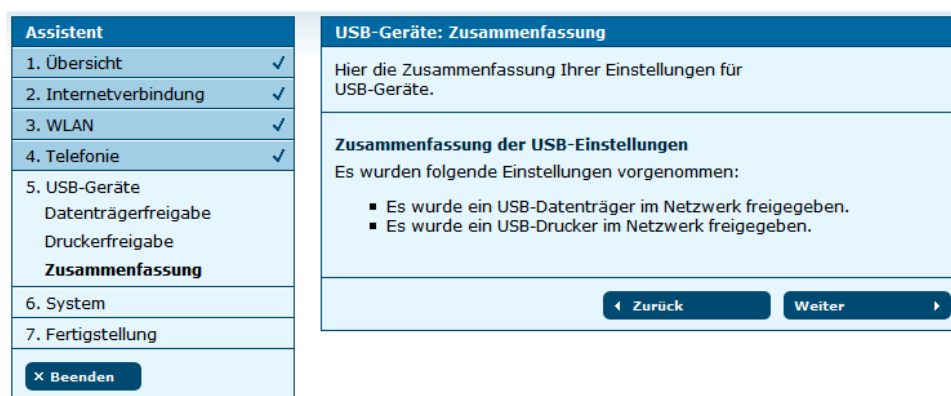 Assistent
1. Übersicht
2. Internetverbindung
3. WLAN
4. Telefonie
5. USB-Geräte
Datenträgerfreigabe
Druckerfreigabe
Zusammenfassung
6. System
7. Fertigstellung
Beenden
USB-Geräte: Zusammenfassung
Hier die Zusammenfassung Ihrer Einstellungen für
USB-Geräte.
Zusammenfassung der USB-Einstellungen
Es wurden folgende Einstellungen vorgenommen:
Es wurde ein USB-Datenträger im Netzwerk freigegeben.
Es wurde ein USB-Drucker im Netzwerk freigegeben.
Zurück
Weiter